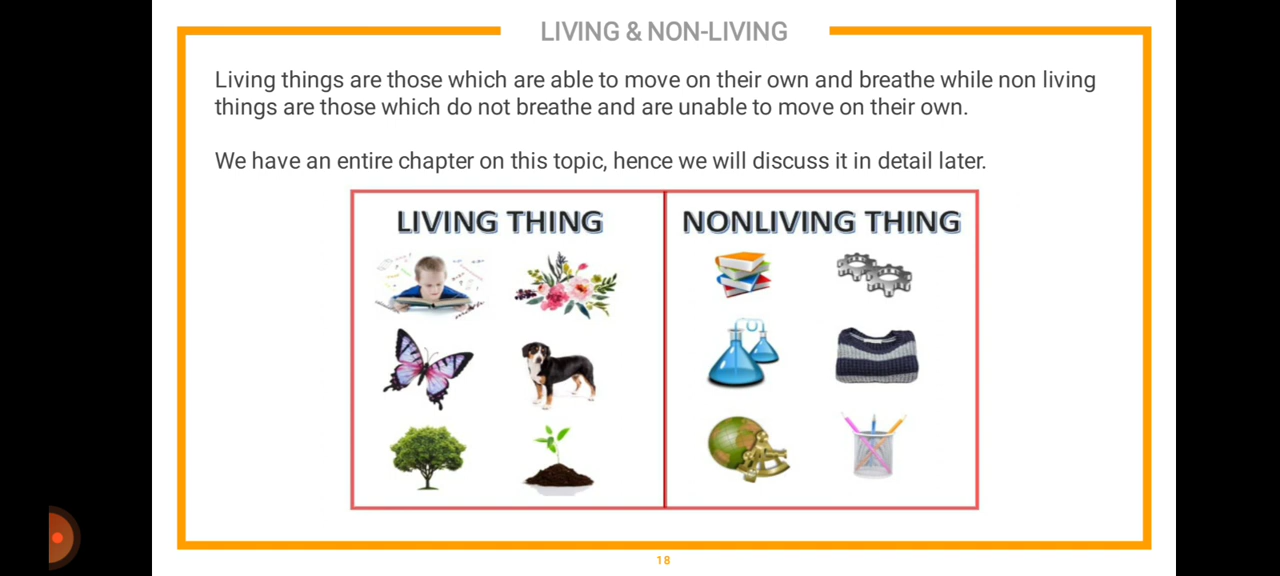 LIVING & NON-LIVING
Living things are those which are able to move on their own and breathe while non living
things are those which do not breathe and are unable to move on their own.
We have an entire chapter on this topic, hence we will discuss it in detail later.
LIVING THING
NONLIVING THING
18